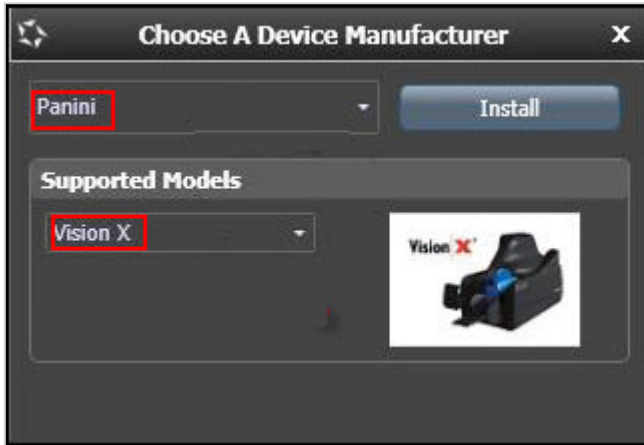 Choose A Device Manufacturer X
Panini
Install
Supported Models
Vision X
Vision X